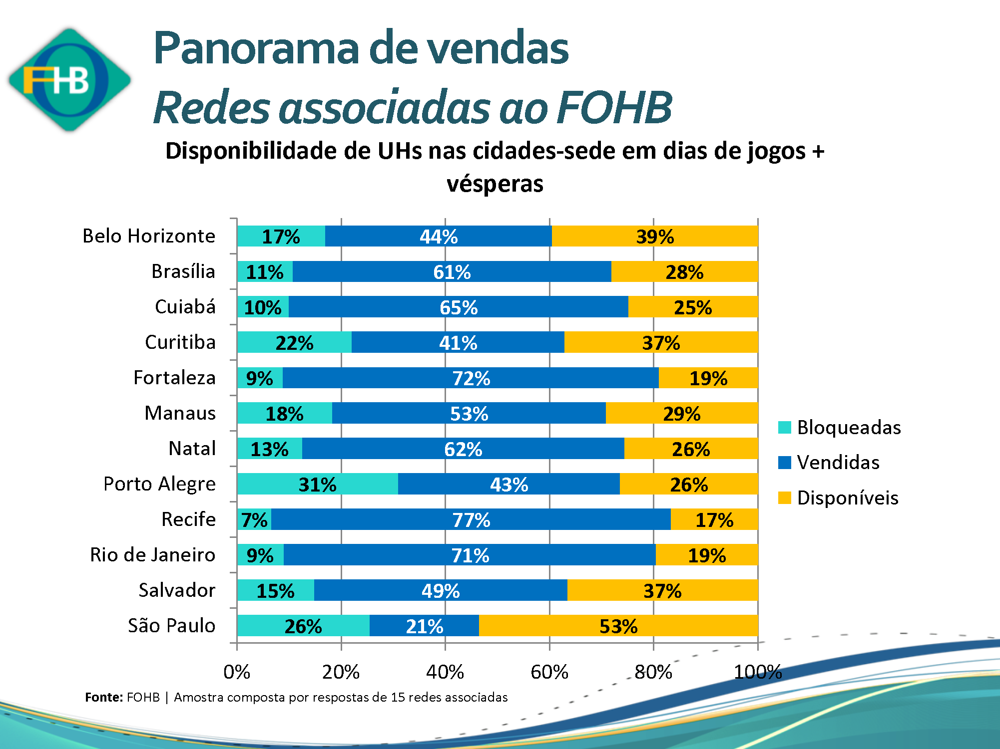 FHB
Panorama de vendas
Redes associadas ao FOHB
Disponibilidade de UHs nas cidades-sede em dias de jogos +
vésperas
Belo Horizonte 17% 44% 39%
Brasília 11% 61% 28%
Cuiabá 10% 65% 25%
Curitiba 22% 41% 37%
Fortaleza 9% 72% 19%
Manaus 18% 53% 29%
Natal 13% 62% 26%
Porto Alegre 31% 43% 26%
Recife 7% 77% 17%
Rio de Janeiro 9% 71% 19%
Salvador 15% 49% 37%
São Paulo 26% 21% 53%
0% 20% 40% 60% 80% 100%
Bloqueadas
Vendidas
Disponíveis
Fonte: FOHB | Amostra composta por respostas de 15 redes associadas